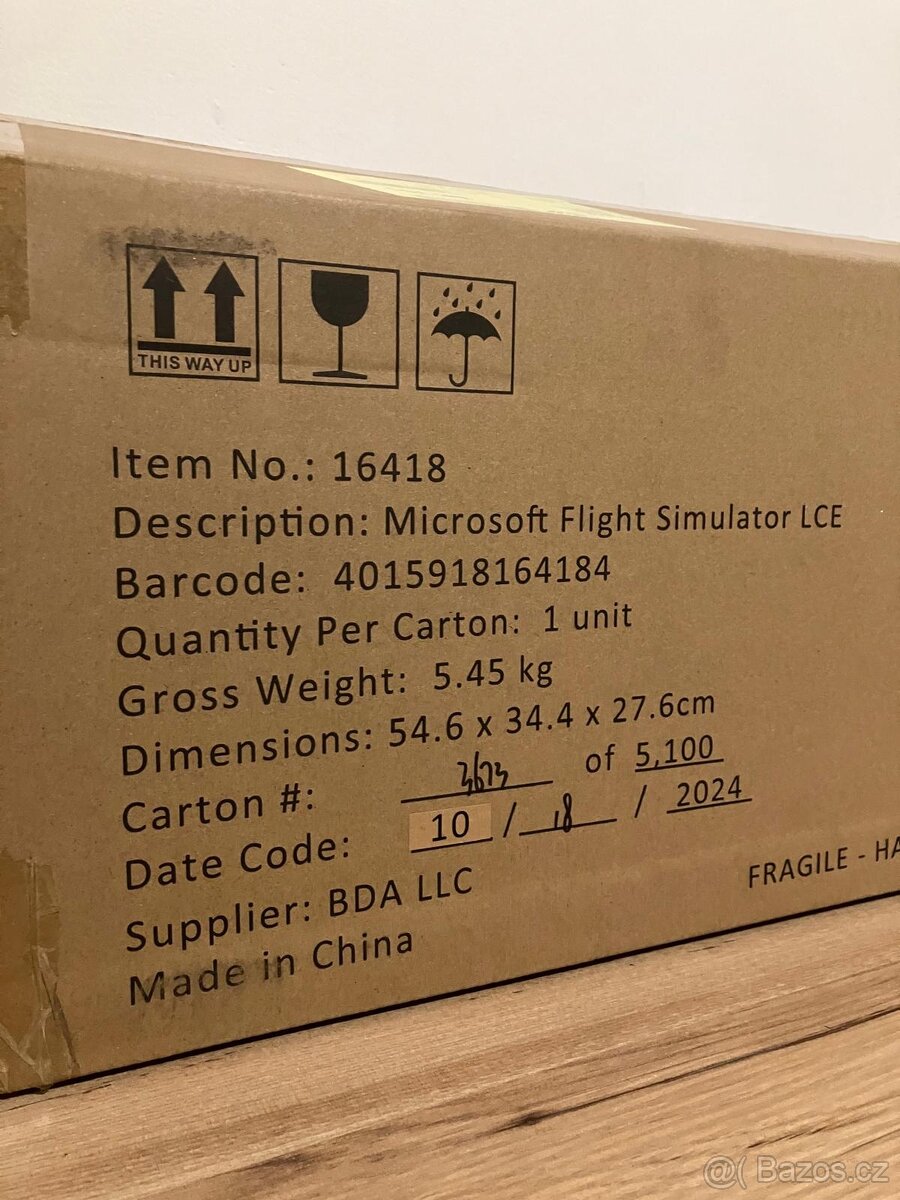 THIS WAY UP
Item No.: 16418
Description: Microsoft Flight Simulator LCE
Barcode: 4015918164184
Quantity Per Carton: 1 unit
Gross Weight: 5.45 kg
Dimensions: 54.6 x 34.4 x 27.6cm
Carton #: 3673 of 5,100
Date Code: 10 / 18 / 2024
Supplier: BDA LLC
FRAGILE - HA
Made in China
@( Bazos.cz